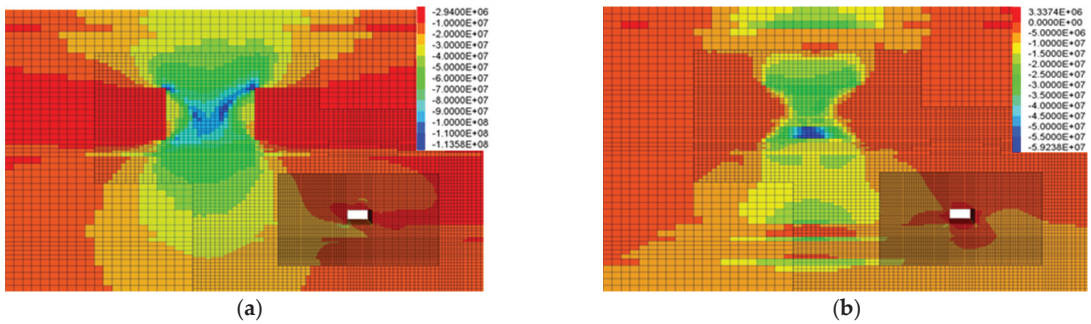 -2.9400E+06
-1.0000E+07
-2.0000E+07
-3.0000E+07
-4.0000E+07
-5.0000E+07
-6.0000E+07
-7.0000E+07
-8.0000E+07
-9.0000E+07
-1.0000E+08
-1.1000E+08
-1.1358E+08
(a)
3.3374E+06
0.0000E+00
-5.0000E+06
-1.0000E+07
-1.5000E+07
-2.0000E+07
-2.5000E+07
-3.0000E+07
-3.5000E+07
-4.0000E+07
-4.5000E+07
-5.0000E+07
-5.5000E+07
-5.9238E+07
(b)